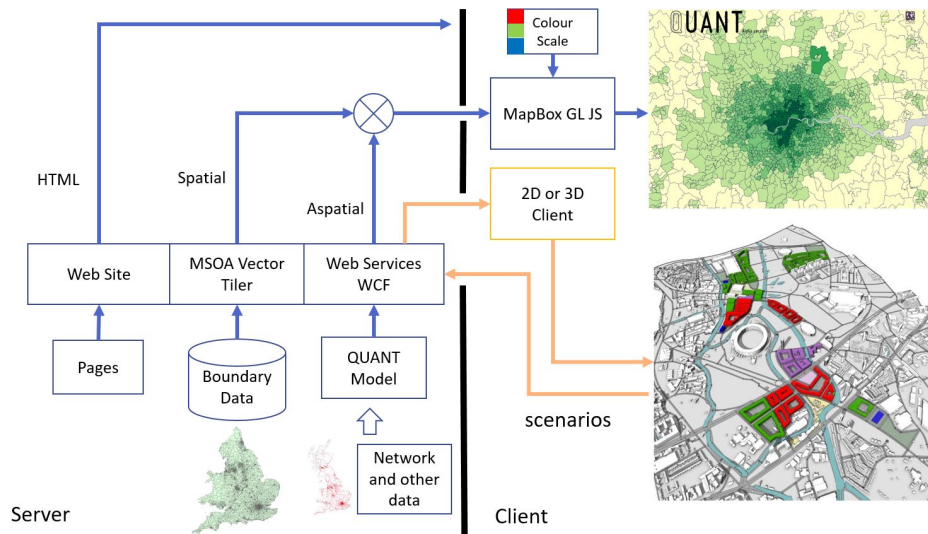 Colour
Scale
QUANT
MapBox GL JS
HTML
Spatial
Aspatial
2D or 3D
Client
Web Site
MSOA Vector
Tiler
Web Services
WCF
Pages
Boundary
Data
QUANT
Model
scenarios
Network
and other
data
Server
Client